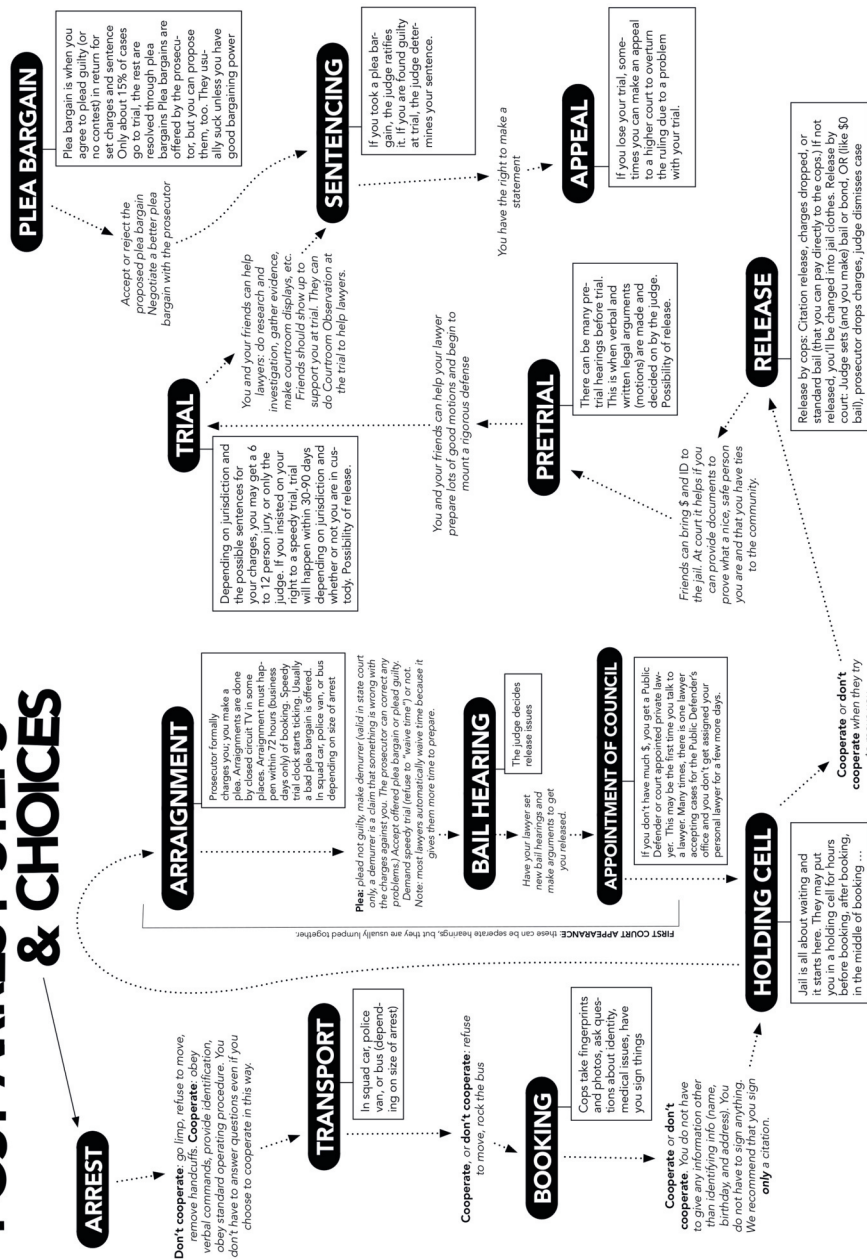 & CHOICES
ARREST
Don't cooperate: go limp, refuse to move,
remove handcuffs. Cooperate: obey
verbal commands, provide identification,
obey standard operating procedure. You
don't have to answer questions even if you
choose to cooperate in this way.
TRANSPORT
In squad car, police
van, or bus (depend-
ing on size of arrest)
Cooperate, or don't cooperate: refuse
to move, rock the bus
BOOKING
Cops take fingerprints
and photos, ask ques-
tions about identity,
medical issues, have
you sign things
Cooperate or don't
cooperate. You do not have
to give any information other
than identifying info (name,
birthday, and address). You
do not have to sign anything.
We recommend that you sign
only a citation.
HOLDING CELL
Jail is all about waiting and
it starts here. They may put
you in a holding cell for hours
before booking, after booking,
in the middle of booking ...
FIRST COURT APPEARANCE: these can be seperate hearings, but they are usually lumped together.
ARRAIGNMENT
Prosecutor formally
charges you; you make a
plea. Arraignments are done
by closed circuit TV in some
places. Arraignment must hap-
pen within 72 hours (business
days only) of booking. Speedy
trial clock starts ticking. Usually
a bad plea bargain is offered.
In squad car, police van, or bus
depending on size of arrest
Plea: plead not guilty, make demurrer (valid in state court
only, a demurrer is a claim that something is wrong with
the charges against you. The prosecutor can correct any
problems.) Accept offered plea bargain or plead guilty.
Demand speedy trial (refuse to "waive time") or not.
Note: most lawyers automatically waive time because it
gives them more time to prepare.
BAIL HEARING
The judge decides
release issues
Have your lawyer set
new bail hearings and
make arguments to get
you released.
APPOINTMENT OF COUNCIL
If you don't have much $, you get a Public
Defender or court appointed private law-
yer. This may be the first time you talk to
a lawyer. Many times, there is one lawyer
accepting cases for the Public Defender's
office and you don't get assigned your
personal lawyer for a few more days.
Cooperate or don't
cooperate when they try
RELEASE
Release by cops: Citation release, charges dropped, or
standard bail (that you can pay directly to the cops.) If not
released, you'll be changed into jail clothes. Release by
court: Judge sets (and you make) bail or bond, OR (like $0
bail), prosecutor drops charges, judge dismisses case
Friends can bring $ and ID to
the jail. At court it helps if you
can provide documents to
prove what a nice, safe person
you are and that you have ties
to the community.
PRETRIAL
There can be many pre-
trial hearings before trial.
This is when verbal and
written legal arguments
(motions) are made and
decided on by the judge.
Possibility of release.
You and your friends can help your lawyer
prepare lots of good motions and begin to
mount a rigorous defense
TRIAL
Depending on jurisdiction and
the possible sentences for
your charges, you may get a 6
to 12 person jury, or only the
judge. If you insisted on your
right to a speedy trial, trial
will happen within 30-90 days
depending on jurisdiction and
whether or not you are in cus-
tody. Possibility of release.
You and your friends can help
lawyers: do research and
investigation, gather evidence,
make courtroom displays, etc.
Friends should show up to
support you at trial. They can
do Courtroom Observation at
the trial to help lawyers.
PLEA BARGAIN
Plea bargain is when you
agree to plead guilty (or
no contest) in return for
set charges and sentence
Only about 15% of cases
go to trial, the rest are
resolved through plea
bargains Plea bargains are
offered by the prosecu-
tor, but you can propose
them, too. They usu-
ally suck unless you have
good bargaining power
Accept or reject the
proposed plea bargain
Negotiate a better plea
bargain with the prosecutor
SENTENCING
If you took a plea bar-
gain, the judge ratifies
it. If you are found guilty
at trial, the judge deter-
mines your sentence.
You have the right to make a
statement
APPEAL
If you lose your trial, some-
times you can make an appeal
to a higher court to overturn
the ruling due to a problem
with your trial.